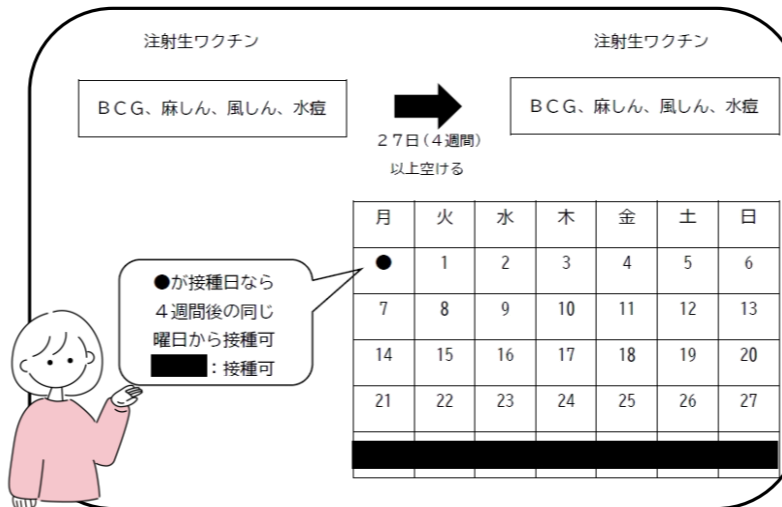 注射生ワクチン
注射生ワクチン
ＢＣＧ、麻しん、風しん、水痘
ＢＣＧ、麻しん、風しん、水痘
２７日（４週間）
以上空ける
月 火 水 木 金 土 日
● 1 2 3 4 5 6
7 8 9 10 11 12 13
14 15 16 17 18 19 20
21 22 23 24 25 26 27
●が接種日なら
４週間後の同じ
曜日から接種可
：接種可